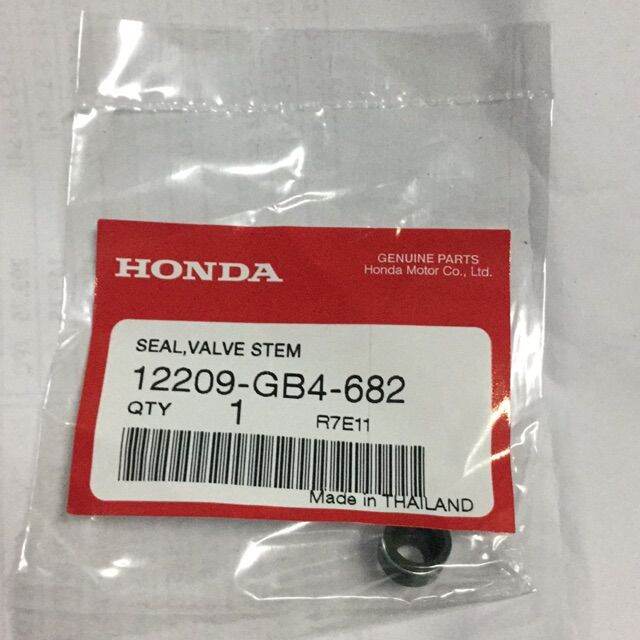 HONDA
GENUINE PARTS
Honda Motor Co., Ltd.
SEAL,VALVE STEM
12209-GB4-682
QTY 1 R7E11
Made in THAILAND